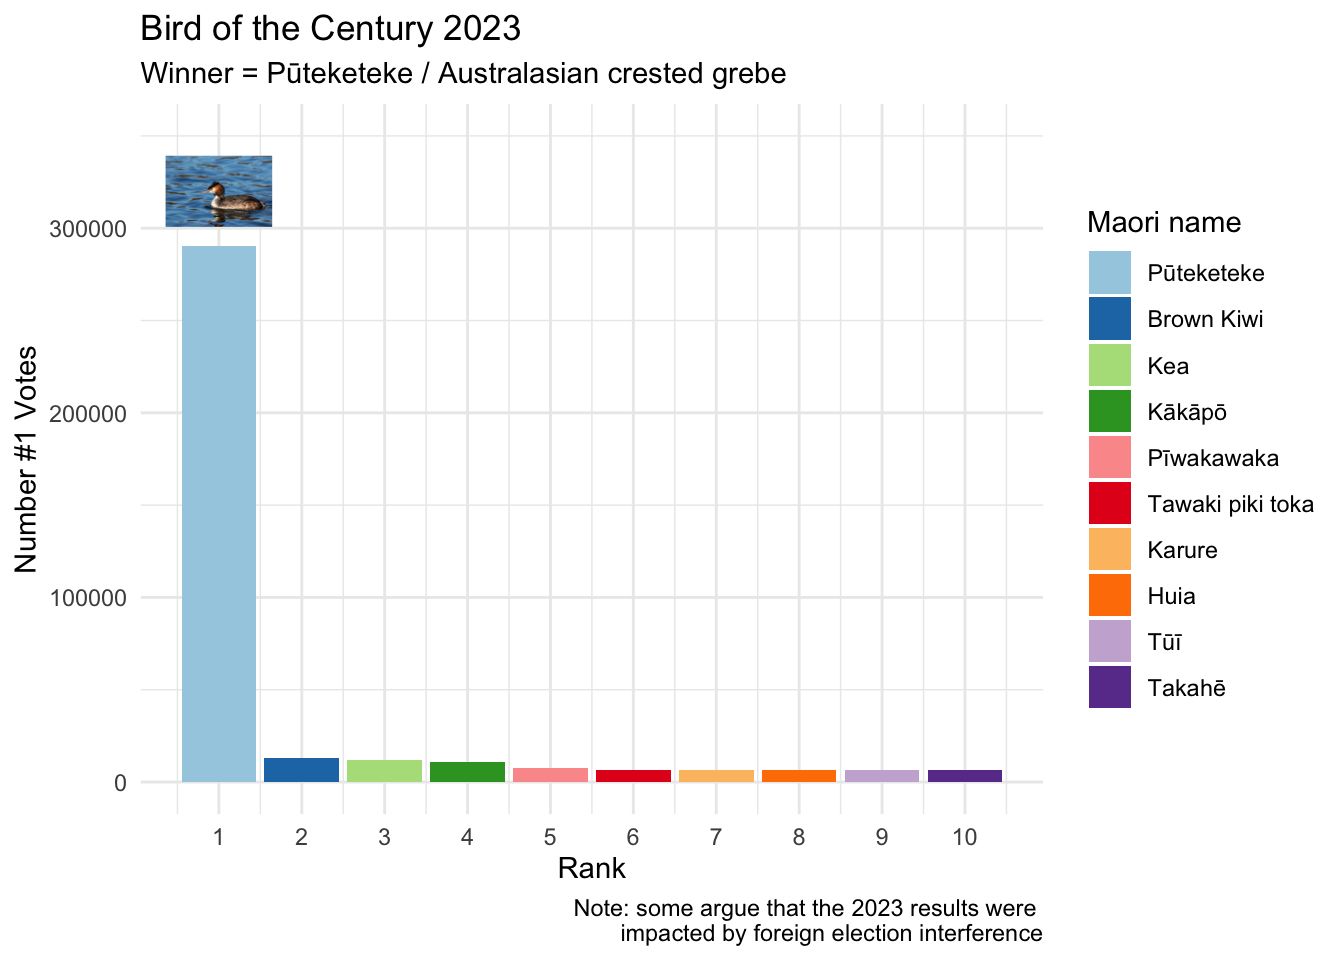 Bird of the Century 2023
Winner = Pūteketeke / Australasian crested grebe
Number #1 Votes
300000
200000
100000
0
1 2 3 4 5 6 7 8 9 10
Rank
Maori name
Pūteketeke
Brown Kiwi
Kea
Kākāpō
Pīwakawaka
Tawaki piki toka
Karure
Huia
Tūī
Takahē
Note: some argue that the 2023 results were
impacted by foreign election interference